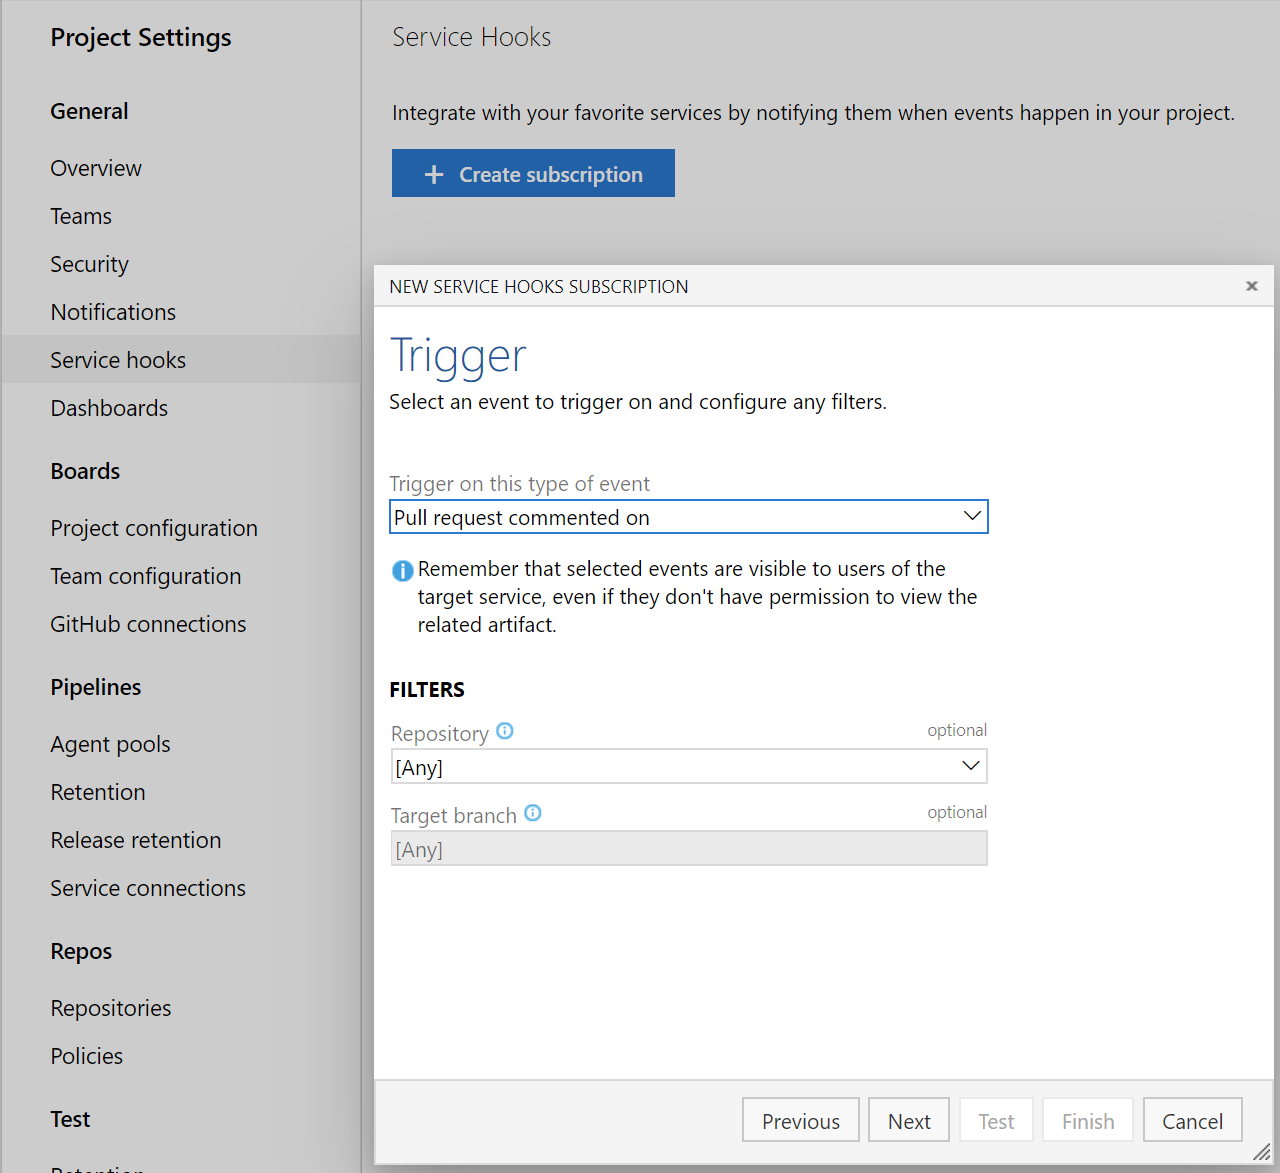 Project Settings
General
Overview
Teams
Security
Notifications
Service hooks
Dashboards
Boards
Project configuration
Team configuration
GitHub connections
Pipelines
Agent pools
Retention
Release retention
Service connections
Repos
Repositories
Policies
Test
Retention
Service Hooks
Integrate with your favorite services by notifying them when events happen in your project.
+ Create subscription
NEW SERVICE HOOKS SUBSCRIPTION
Trigger
Select an event to trigger on and configure any filters.
Trigger on this type of event
Pull request commented on
Remember that selected events are visible to users of the
target service, even if they don't have permission to view the
related artifact.
FILTERS
Repository optional
[Any]
Target branch optional
[Any]
Previous Next Test Finish Cancel